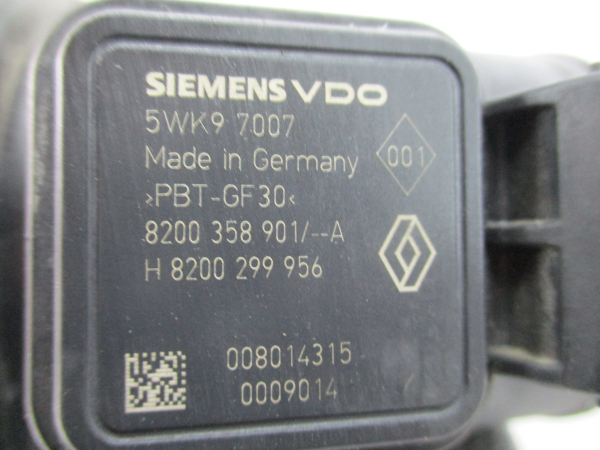 SIEMENS VDO
5WK9 7007
Made in Germany
001
>PBT-GF30<
8200 358 901/--A
H 8200 299 956
008014315
0009014